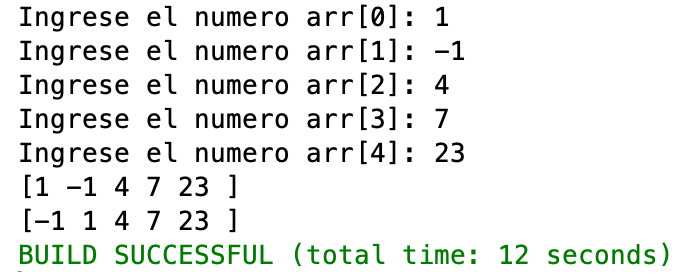 Ingrese el numero arr[0]: 1
Ingrese el numero arr[1]: -1
Ingrese el numero arr[2]: 4
Ingrese el numero arr[3]: 7
Ingrese el numero arr[4]: 23
[1 -1 4 7 23 ]
[-1 1 4 7 23 ]
BUILD SUCCESSFUL (total time: 12 seconds)